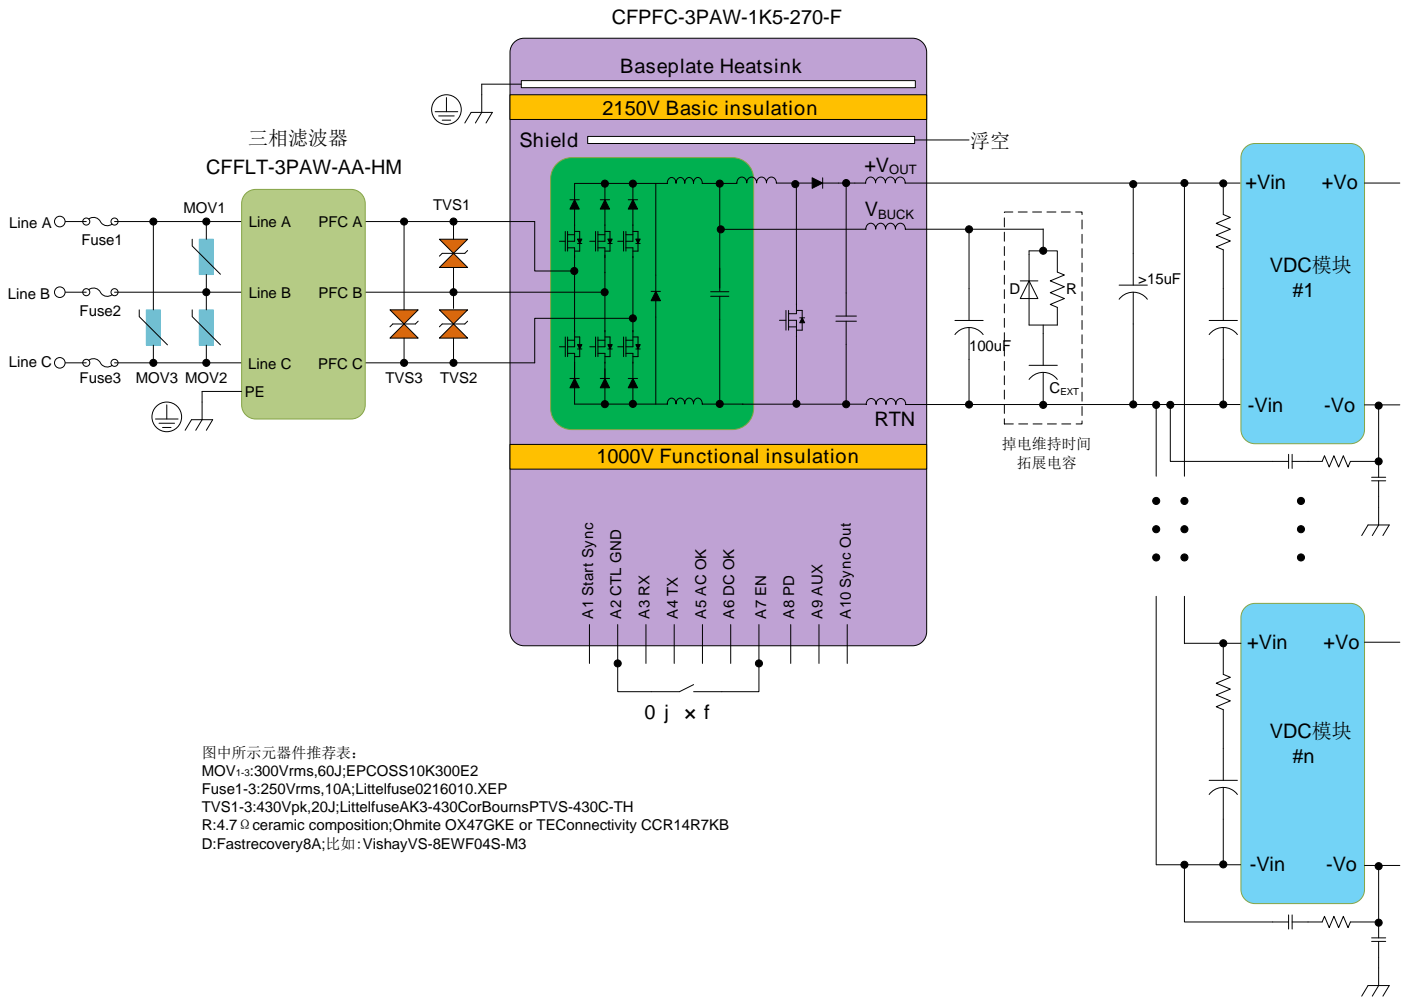 CFPFC-3PAW-1K5-270-F
Baseplate Heatsink
2150V Basic insulation
Shield
浮空
三相滤波器
CFFLT-3PAW-AA-HM
Line A
Fuse1
MOV1
Line A
PFC A
TVS1
Line B
Fuse2
Line B
PFC B
Line C
Fuse3
MOV3
MOV2
Line C
PFC C
TVS3
TVS2
PE
+VOUT
VBUCK
RTN
100uF
D
R
CEXT
掉电维持时间
拓展电容
≥15uF
+Vin
+Vo
VDC模块
#1
-Vin
-Vo
1000V Functional insulation
A1 Start Sync
A2 CTL GND
A3 RX
A4 TX
A5 AC OK
A6 DC OK
A7 EN
A8 PD
A9 AUX
A10 Sync Out
0 j × f
+Vin
+Vo
VDC模块
#n
-Vin
-Vo
图中所示元器件推荐表：
MOV1-3:300Vrms,60J;EPCOSS10K300E2
Fuse1-3:250Vrms,10A;Littelfuse0216010.XEP
TVS1-3:430Vpk,20J;LittelfuseAK3-430CorBournsPTVS-430C-TH
R:4.7Ωceramic composition;Ohmite OX47GKE or TEConnectivity CCR14R7KB
D:Fastrecovery8A;比如：VishayVS-8EWF04S-M3